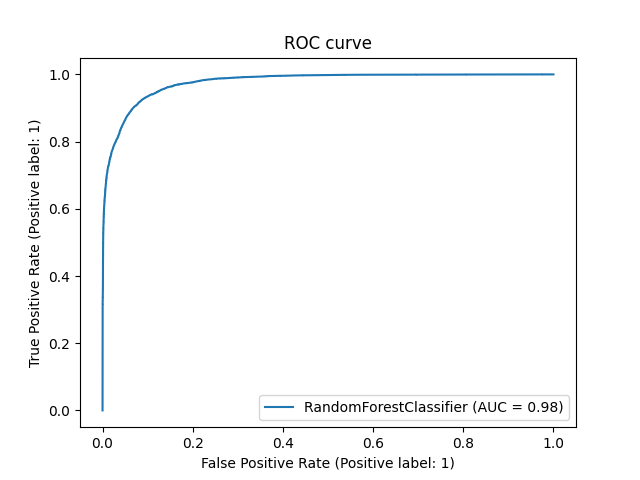 ROC curve
1.0
0.8
0.6
0.4
0.2
0.0
True Positive Rate (Positive label: 1)
RandomForestClassifier (AUC = 0.98)
0.0 0.2 0.4 0.6 0.8 1.0
False Positive Rate (Positive label: 1)